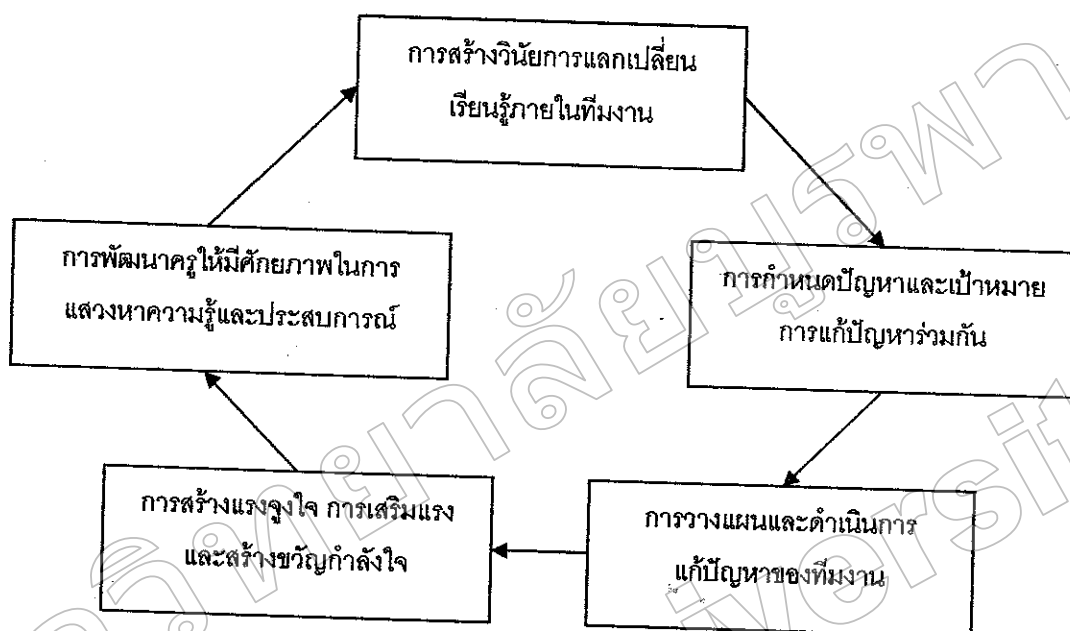 การสร้างวินัยการแลกเปลี่ยน
เรียนรู้ภายในทีมงาน
การกำหนดปัญหาและเป้าหมาย
การแก้ปัญหาร่วมกัน
การวางแผนและดำเนินการ
แก้ปัญหาของทีมงาน
การสร้างแรงจูงใจ การเสริมแรง
และสร้างขวัญกำลังใจ
การพัฒนาครูให้มีศักยภาพในการ
แสวงหาความรู้และประสบการณ์